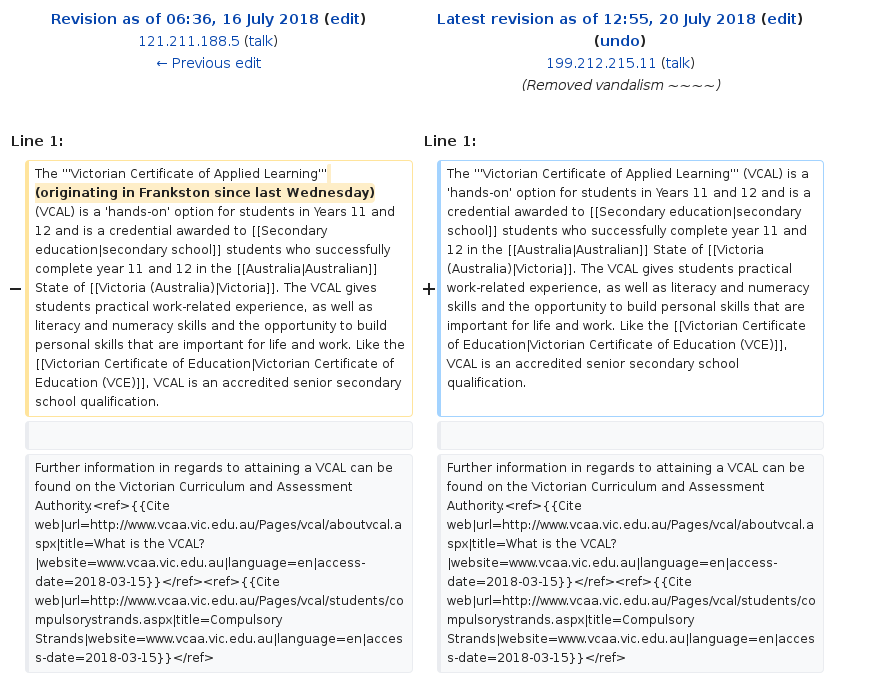 Revision as of 06:36, 16 July 2018 (edit)
121.211.188.5 (talk)
← Previous edit
Latest revision as of 12:55, 20 July 2018 (edit)
(undo)
199.212.215.11 (talk)
(Removed vandalism ~~~~)
Line 1:
Line 1:
−
The '''Victorian Certificate of Applied Learning'''
(originating in Frankston since last Wednesday)
(VCAL) is a 'hands-on' option for students in Years 11 and
12 and is a credential awarded to [[Secondary
education|secondary school]] students who successfully
complete year 11 and 12 in the [[Australia|Australian]]
State of [[Victoria (Australia)|Victoria]]. The VCAL gives
students practical work-related experience, as well as
literacy and numeracy skills and the opportunity to build
personal skills that are important for life and work. Like the
[[Victorian Certificate of Education|Victorian Certificate of
Education (VCE)]], VCAL is an accredited senior secondary
school qualification.
+
The '''Victorian Certificate of Applied Learning''' (VCAL) is a
'hands-on' option for students in Years 11 and 12 and is a
credential awarded to [[Secondary education|secondary
school]] students who successfully complete year 11 and
12 in the [[Australia|Australian]] State of [[Victoria
(Australia)|Victoria]]. The VCAL gives students practical
work-related experience, as well as literacy and numeracy
skills and the opportunity to build personal skills that are
important for life and work. Like the [[Victorian Certificate
of Education|Victorian Certificate of Education (VCE)]],
VCAL is an accredited senior secondary school
qualification.
Further information in regards to attaining a VCAL can be
found on the Victorian Curriculum and Assessment
Authority.<ref>{{Cite
web|url=http://www.vcaa.vic.edu.au/Pages/vcal/aboutvcal.a
spx|title=What is the VCAL?
|website=www.vcaa.vic.edu.au|language=en|access-
date=2018-03-15}}</ref><ref>{{Cite
web|url=http://www.vcaa.vic.edu.au/Pages/vcal/students/co
mpulsorystrands.aspx|title=Compulsory
Strands|website=www.vcaa.vic.edu.au|language=en|acces
s-date=2018-03-15}}</ref>
Further information in regards to attaining a VCAL can be
found on the Victorian Curriculum and Assessment
Authority.<ref>{{Cite
web|url=http://www.vcaa.vic.edu.au/Pages/vcal/aboutvcal.a
spx|title=What is the VCAL?
|website=www.vcaa.vic.edu.au|language=en|access-
date=2018-03-15}}</ref><ref>{{Cite
web|url=http://www.vcaa.vic.edu.au/Pages/vcal/students/co
mpulsorystrands.aspx|title=Compulsory
Strands|website=www.vcaa.vic.edu.au|language=en|acces
s-date=2018-03-15}}</ref>